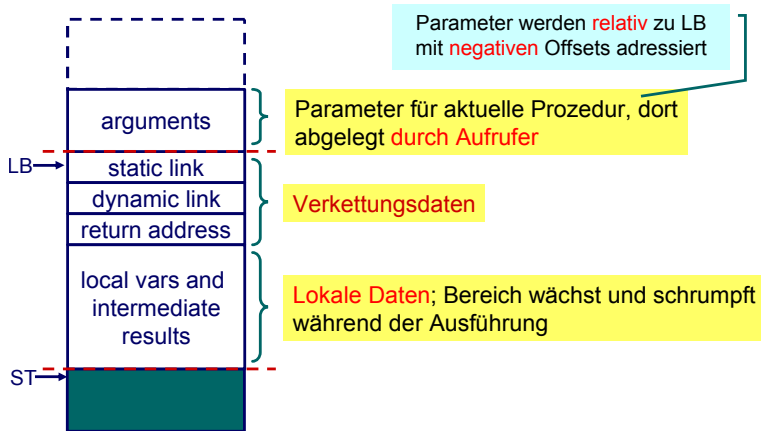 Parameter werden relativ zu LB
mit negativen Offsets adressiert
arguments
Parameter für aktuelle Prozedur, dort
abgelegt durch Aufrufer
LB
static link
dynamic link
return address
Verkettungsdaten
local vars and
intermediate
results
Lokale Daten; Bereich wächst und schrumpft
während der Ausführung
ST